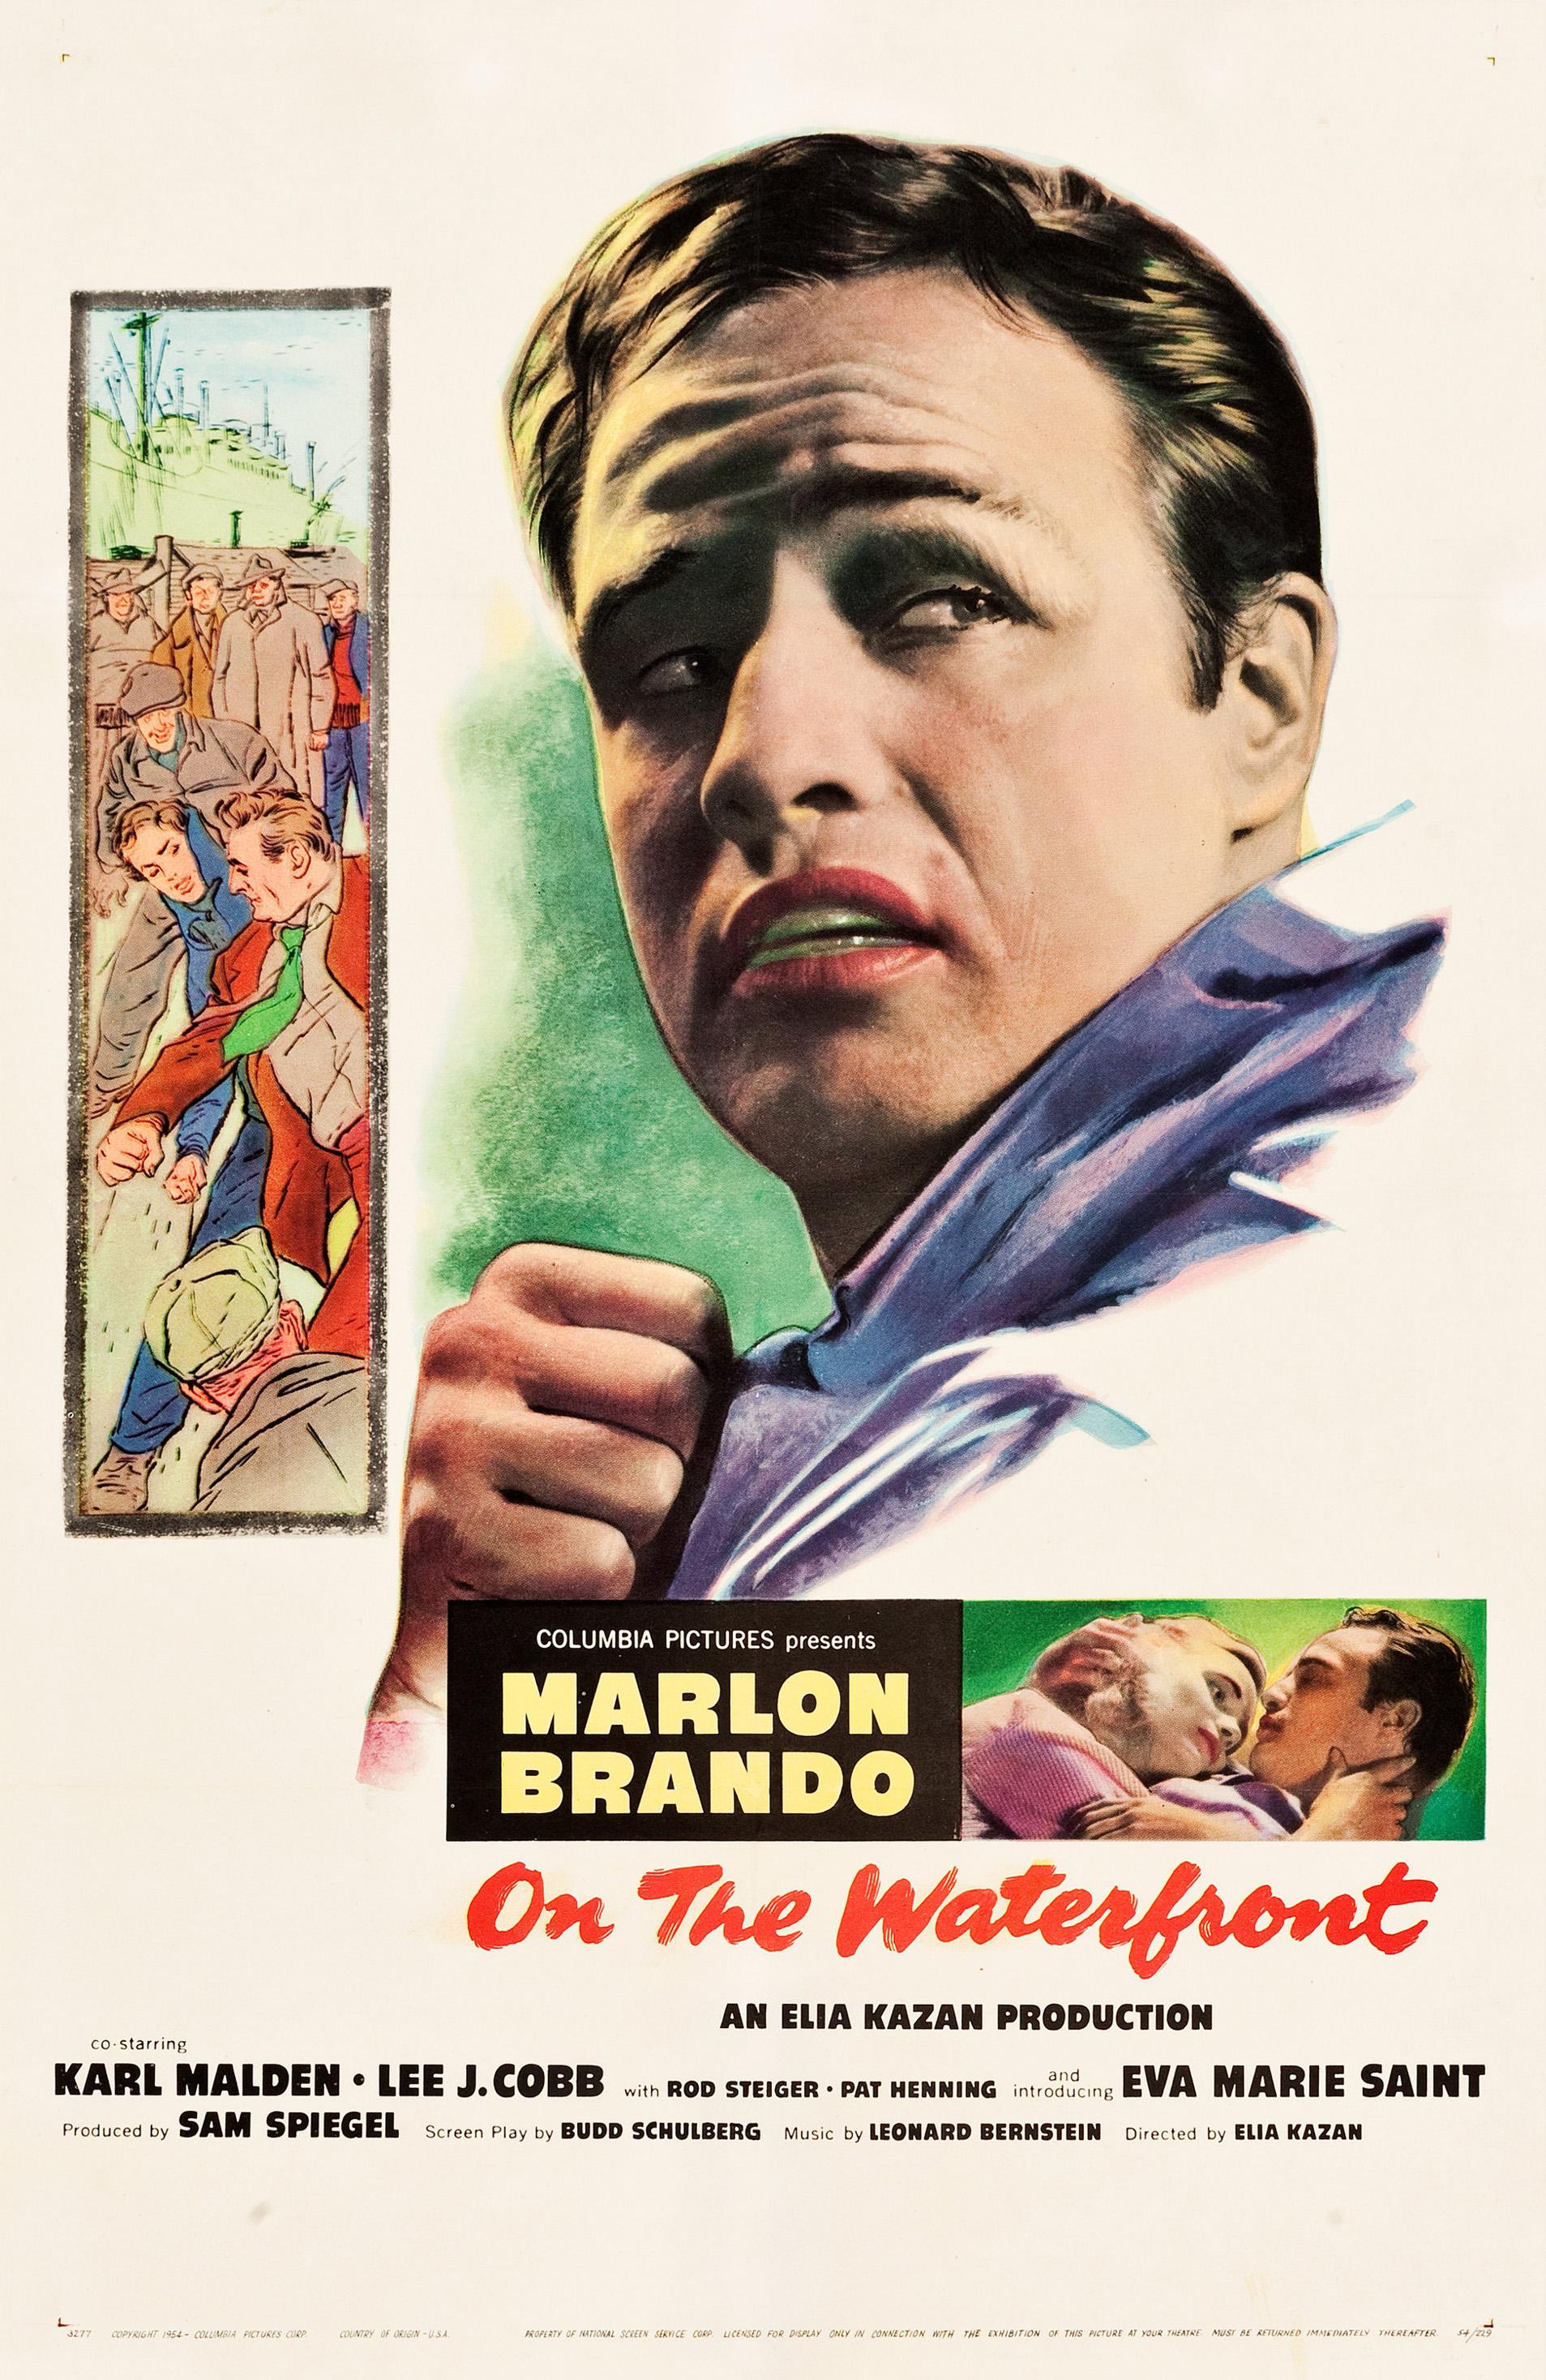 COLUMBIA PICTURES presents
MARLON
BRANDO
On The Waterfront
AN ELIA KAZAN PRODUCTION
co-starring
KARL MALDEN • LEE J. COBB with ROD STEIGER • PAT HENNING and introducing EVA MARIE SAINT
Produced by SAM SPIEGEL Screen Play by BUDD SCHULBERG Music by LEONARD BERNSTEIN Directed by ELIA KAZAN
3277 COPYRIGHT 1954 - COLUMBIA PICTURES CORP. COUNTRY OF ORIGIN - U.S.A. PROPERTY OF NATIONAL SCREEN SERVICE CORP. LICENSED FOR DISPLAY ONLY IN CONNECTION WITH THE EXHIBITION OF THIS PICTURE AT YOUR THEATRE. MUST BE RETURNED IMMEDIATELY THEREAFTER. 54/229